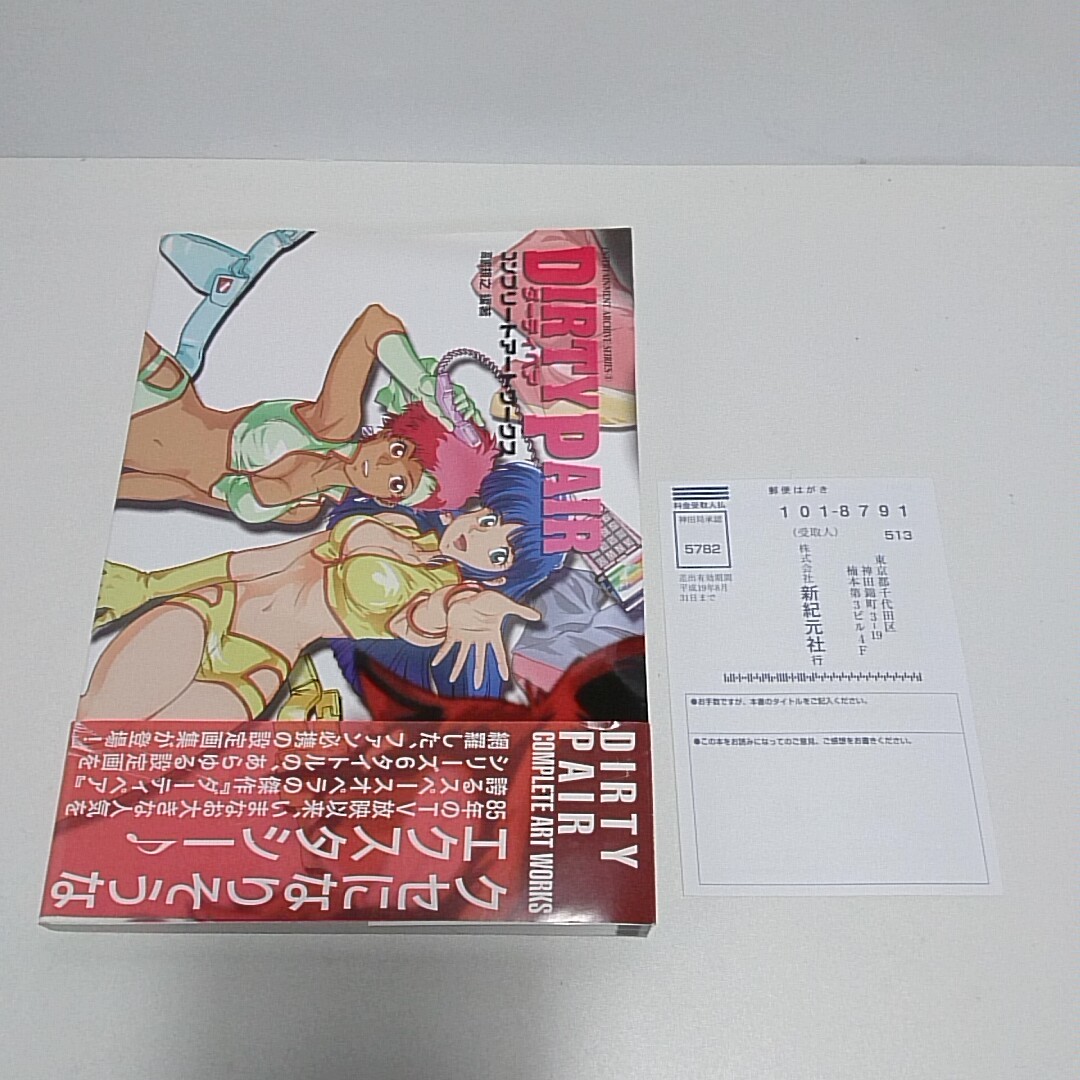 ENTERTAINMENT ARCHIVE SERIES 1
DIRTY PAIR
ダーティペア
コンプリートアートワークス
クセになりそうな
エクスタシー♪
85年のTV放映以来、いまなお大きな人気を
誇るスペースオペラの傑作『ダーティペア』
シリーズ6タイトルの、あらゆる設定画を
網羅した、ファン必携の設定画集が登場!
DIRTY
PAIR
COMPLETE ART WORKS
郵便はがき
料金受取人払
神田局承認
5782
差出有効期間
平成19年8月
31日まで
101-8791
(受取人)
513
東京都千代田区
神田錦町3-19
楠本第3ビル4F
株式会社 新紀元社 行
●お手数ですが、本書のタイトルをご記入ください。
●この本をお読みになってのご意見、ご感想をお書きください。